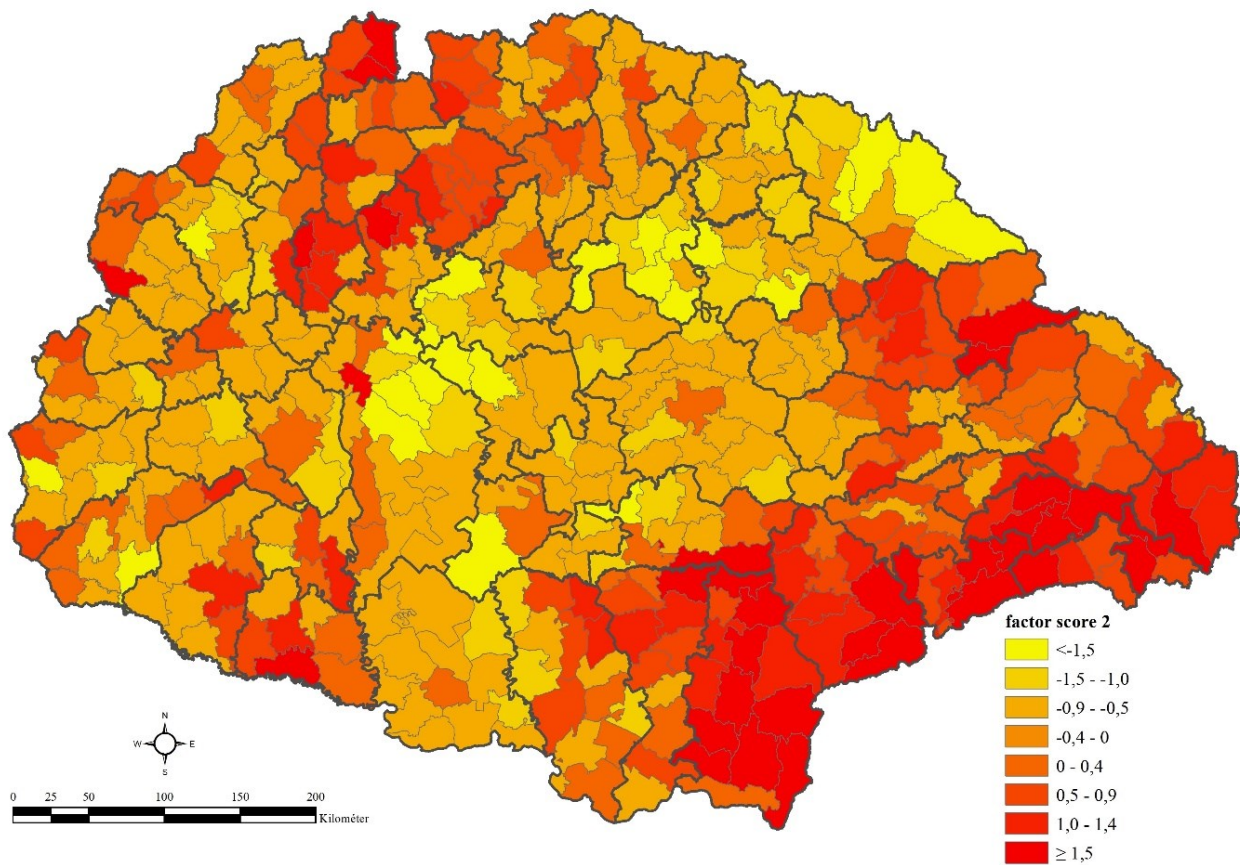 factor score 2
<-1,5
-1,5 - -1,0
-0,9 - -0,5
-0,4 - 0
0 - 0,4
0,5 - 0,9
1,0 - 1,4
≥ 1,5
N
W E
S
0 25 50 100 150 200
Kilométer